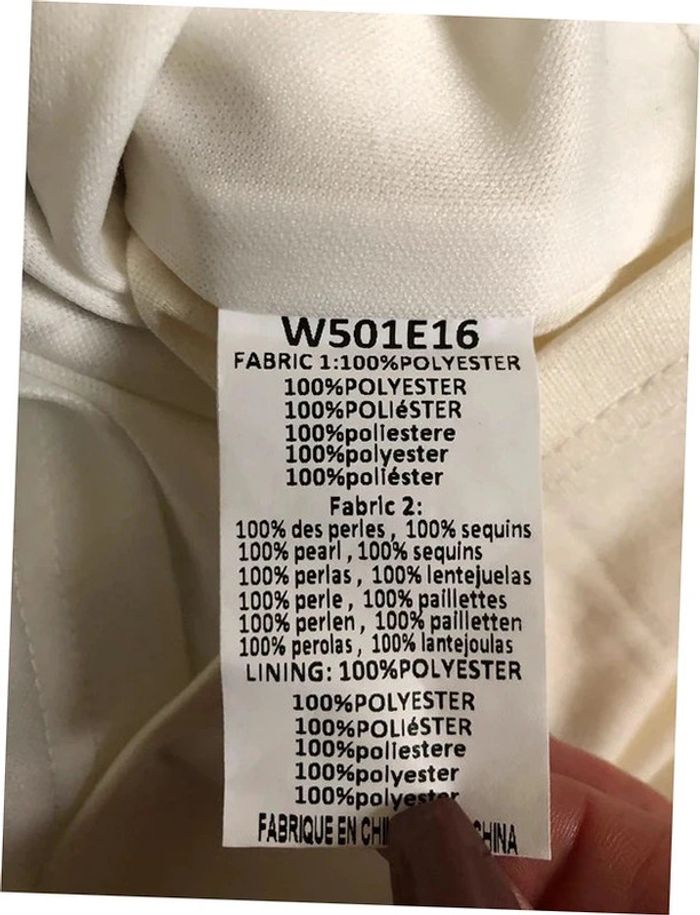 W501E16
FABRIC 1:100%POLYESTER
100%POLYESTER
100%POLIéSTER
100%poliestere
100%polyester
100%poliéster
Fabric 2:
100% des perles, 100% sequins
100% pearl, 100% sequins
100% perlas, 100% lentejuelas
100% perle, 100% paillettes
100% perlen, 100% pailletten
100% perolas, 100% lantejoulas
LINING: 100%POLYESTER
100%POLYESTER
100%POLIéSTER
100%poliestere
100%polyester
100%polyester
FABRIQUE EN